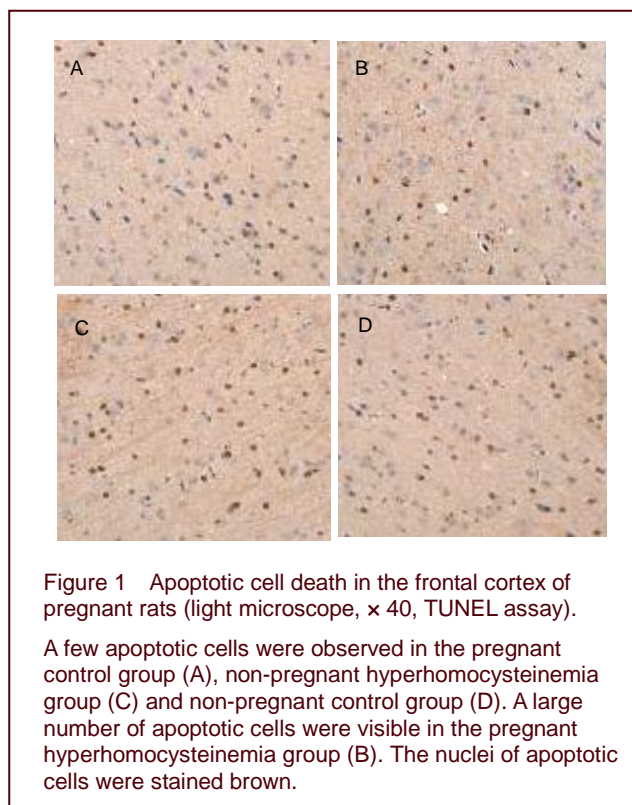 A
B
C
D
Figure 1 Apoptotic cell death in the frontal cortex of
pregnant rats (light microscope, × 40, TUNEL assay).
A few apoptotic cells were observed in the pregnant
control group (A), non-pregnant hyperhomocysteinemia
group (C) and non-pregnant control group (D). A large
number of apoptotic cells were visible in the pregnant
hyperhomocysteinemia group (B). The nuclei of apoptotic
cells were stained brown.